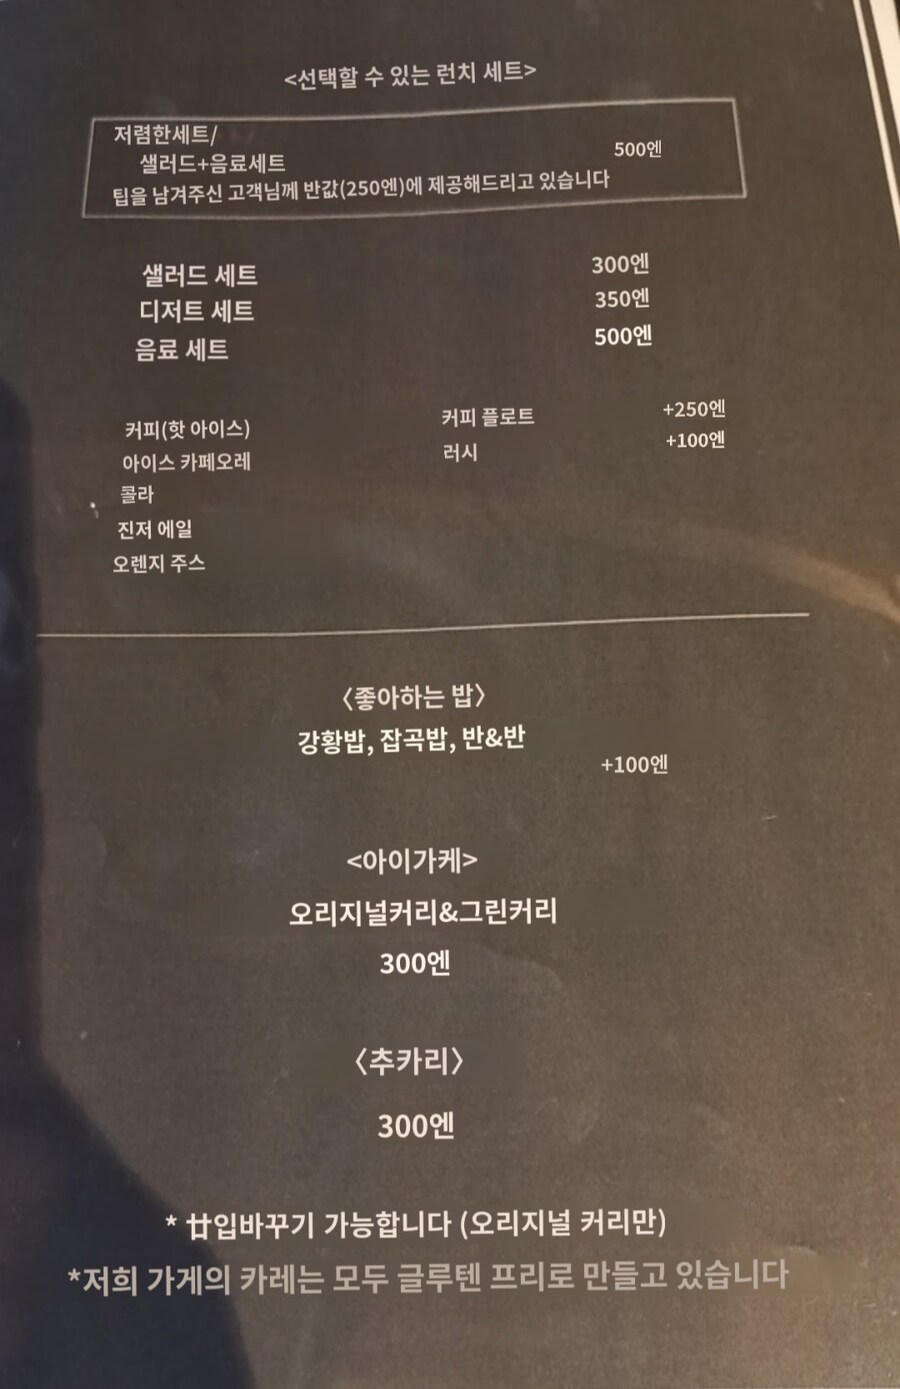 <선택할 수 있는 런치 세트>
저렴한세트/
샐러드+음료세트 500엔
팁을 남겨주신 고객님께 반값(250엔)에 제공해드리고 있습니다
샐러드 세트 300엔
디저트 세트 350엔
음료 세트 500엔
커피(핫 아이스) 커피 플로트 +250엔
아이스 카페오레 러시 +100엔
콜라
진저 에일
오렌지 주스
〈좋아하는 밥〉
강황밥, 잡곡밥, 반&반
+100엔
<아이가케>
오리지널커리&그린커리
300엔
〈추카리〉
300엔
* 廿입바꾸기 가능합니다 (오리지널 커리만)
*저희 가게의 카레는 모두 글루텐 프리로 만들고 있습니다